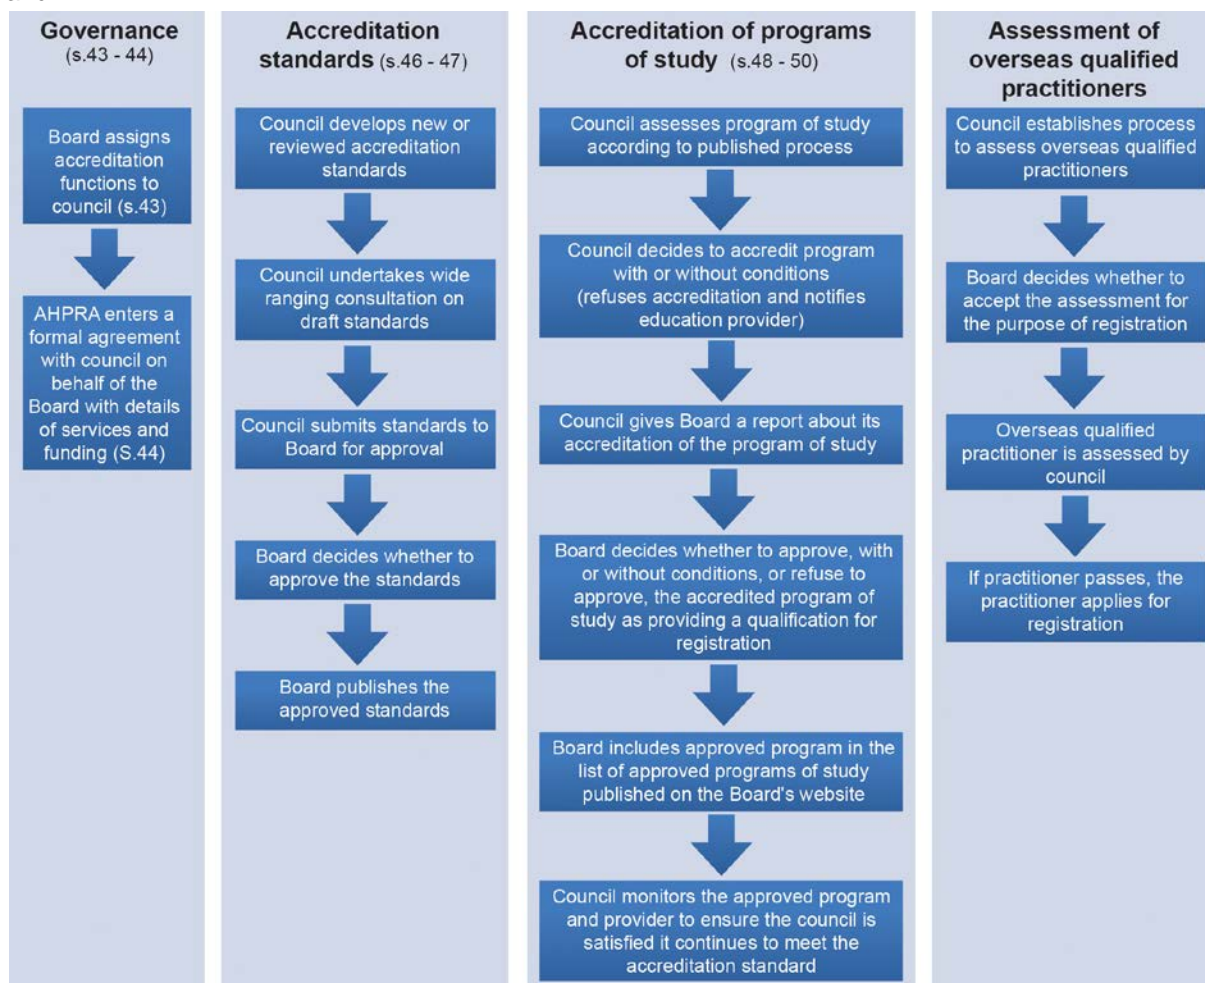 Governance
(s.43 - 44)
Board assigns
accreditation
functions to
council (s.43)
AHPRA enters a
formal agreement
with council on
behalf of the
Board with details
of services and
funding (S.44)
Accreditation
standards (s.46 - 47)
Council develops new or
reviewed accreditation
standards
Council undertakes wide
ranging consultation on
draft standards
Council submits standards to
Board for approval
Board decides whether to
approve the standards
Board publishes the
approved standards
Accreditation of programs
of study (s.48 - 50)
Council assesses program of study
according to published process
Council decides to accredit program
with or without conditions
(refuses accreditation and notifies
education provider)
Council gives Board a report about its
accreditation of the program of study
Board decides whether to approve, with
or without conditions, or refuse to
approve, the accredited program of
study as providing a qualification for
registration
Board includes approved program in the
list of approved programs of study
published on the Board's website
Council monitors the approved program
and provider to ensure the council is
satisfied it continues to meet the
accreditation standard
Assessment of
overseas qualified
practitioners
Council establishes process
to assess overseas qualified
practitioners
Board decides whether to
accept the assessment for
the purpose of registration
Overseas qualified
practitioner is assessed by
council
If practitioner passes, the
practitioner applies for
registration